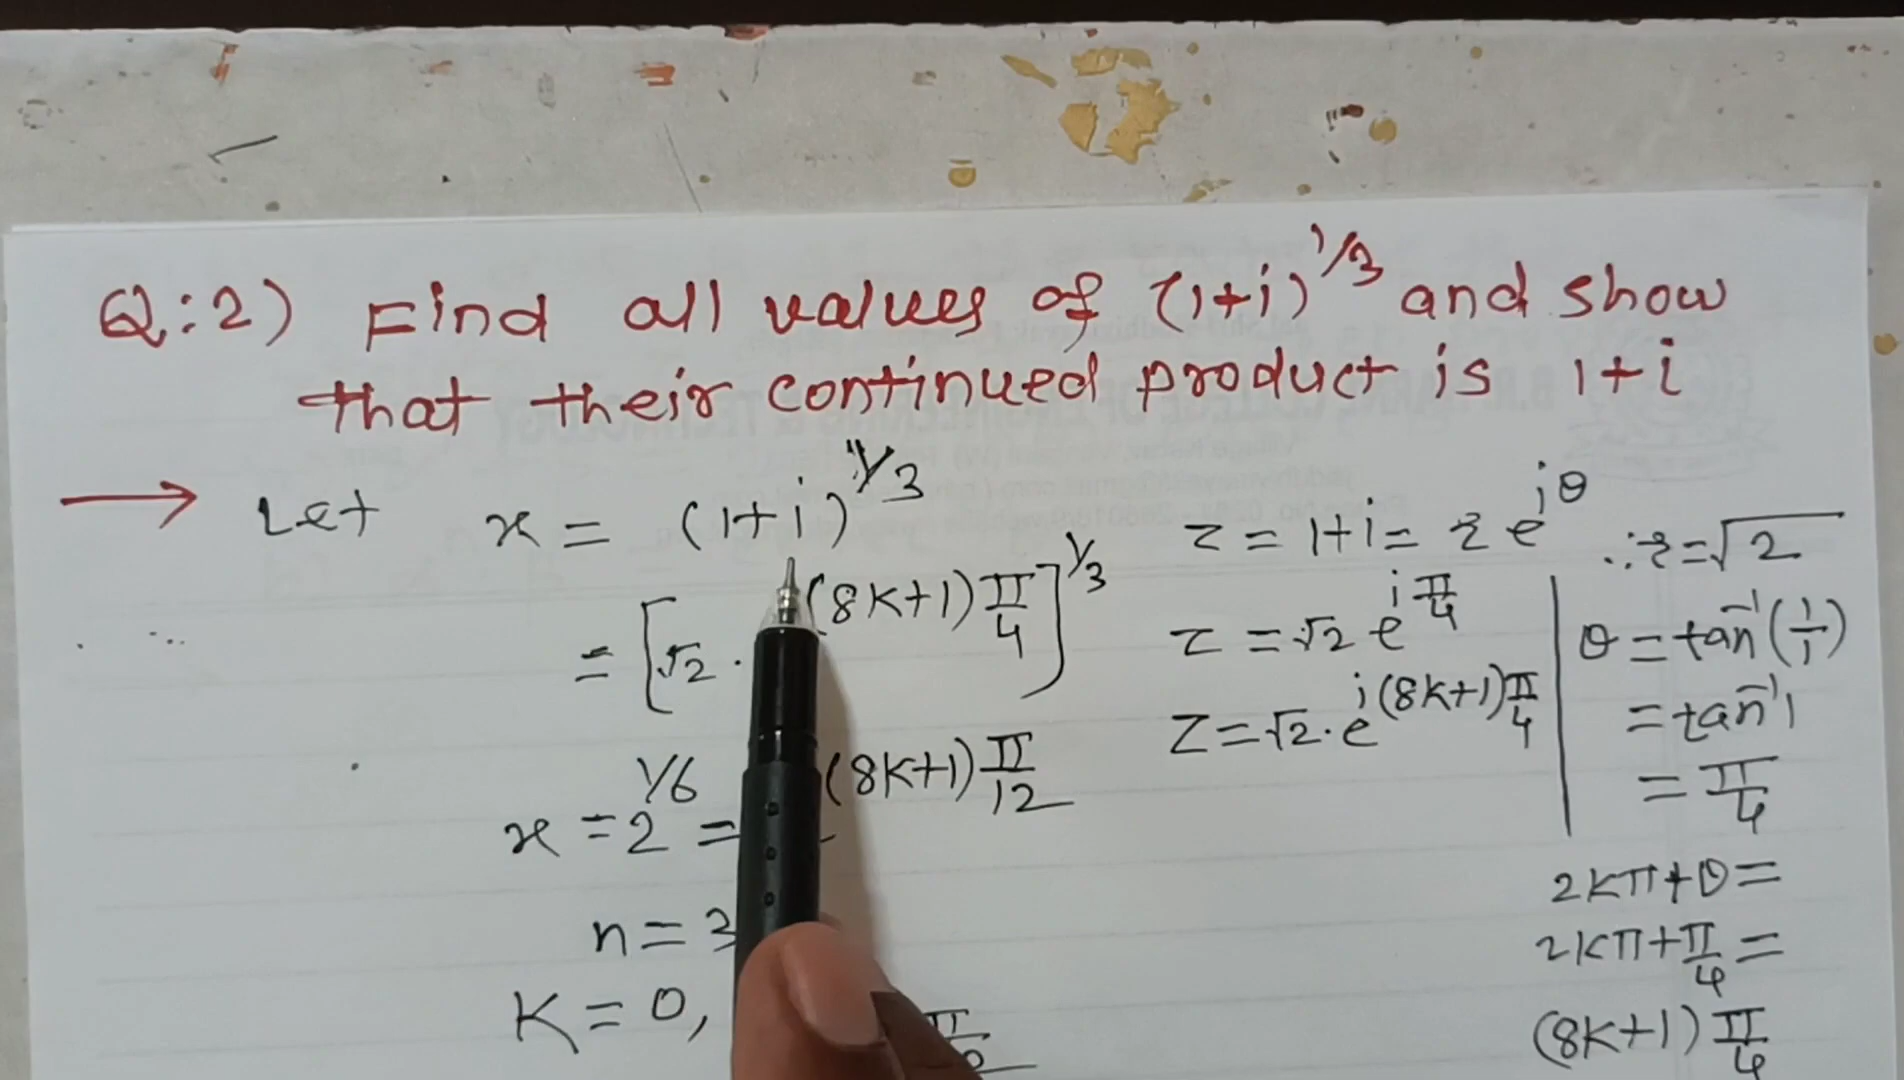 Q:2) Find all values of (1+i)^1/3 and show
that their continued product is 1+i
→ Let x = (1+i)^1/3
= [√2 . (8k+1)π/4]^1/3
x = 2^1/6 = (8k+1)π/12
n = 3
K = 0,
z = 1+i = r e^iθ
z = √2 e^iπ/4
z = √2 . e^i(8k+1)π/4
∴ r = √2
θ = tan⁻¹(1/1)
= tan⁻¹1
= π/4
2kπ+θ =
2kπ+π/4 =
(8k+1)π/4